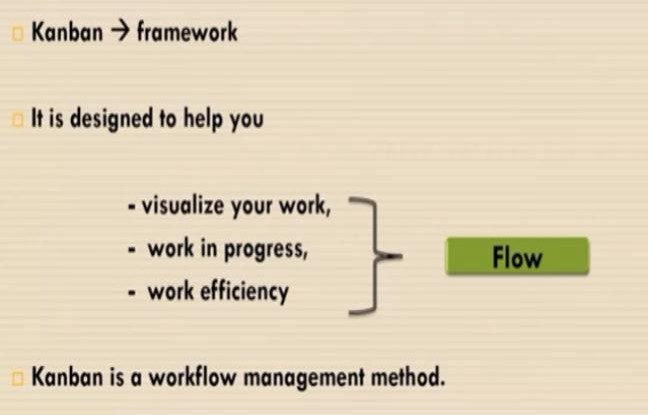 Kanban → framework
It is designed to help you
- visualize your work,
- work in progress,
- work efficiency
Flow
Kanban is a workflow management method.